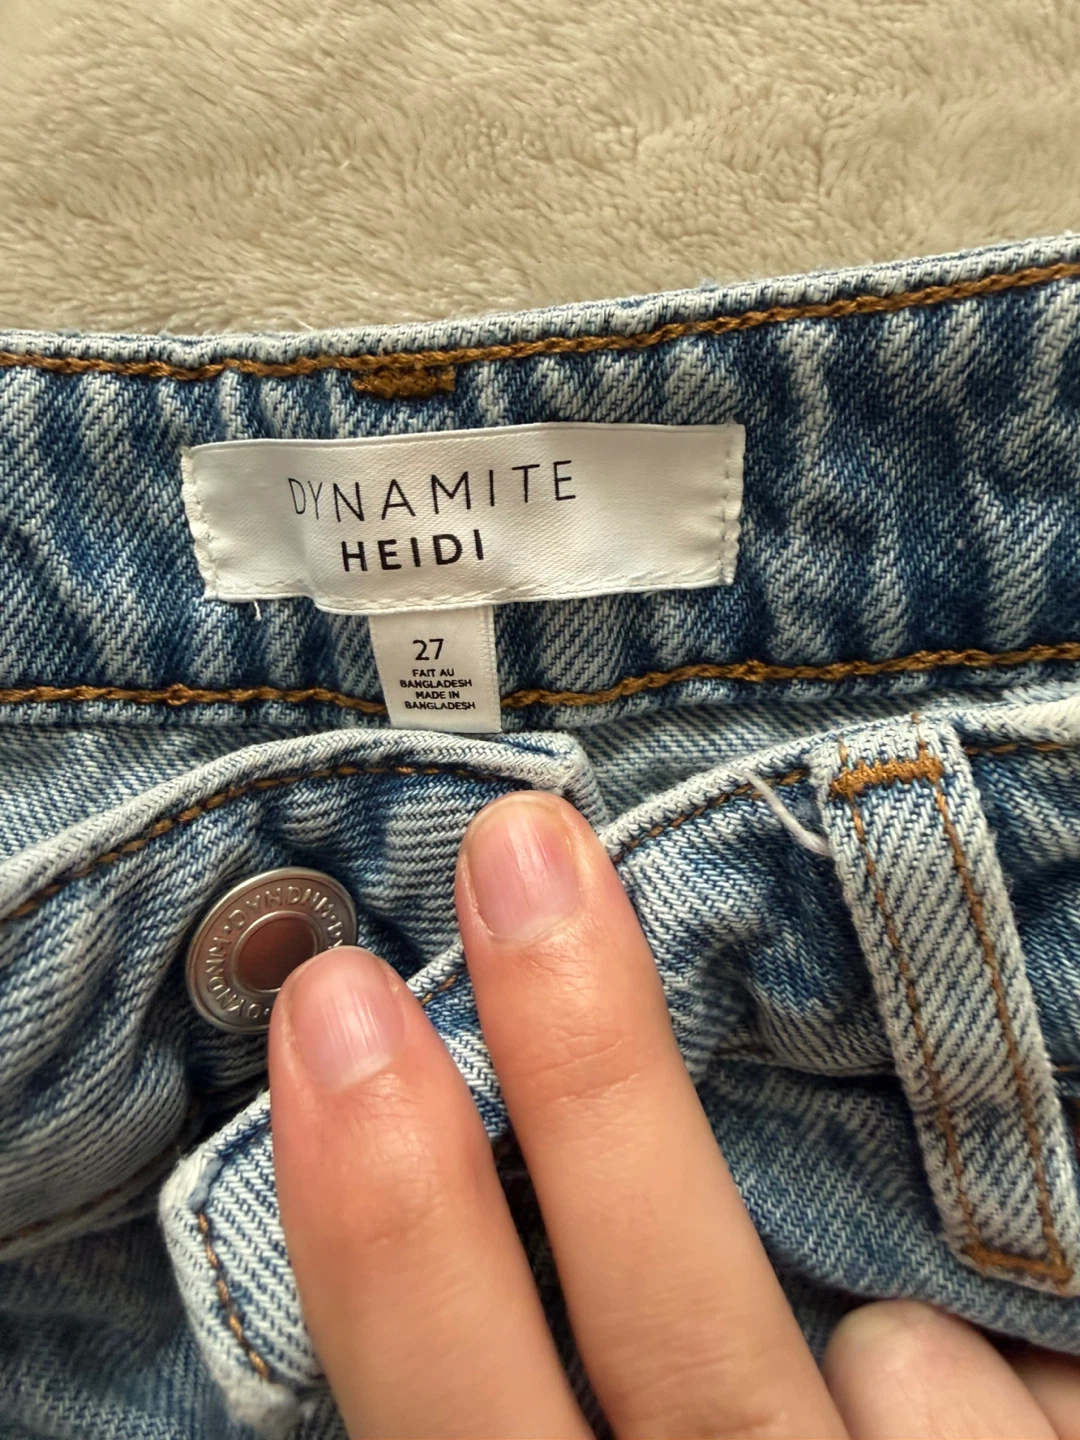 DYNAMITE
HEIDI
27
FAIT AU
BANGLADESH
MADE IN
BANGLADESH